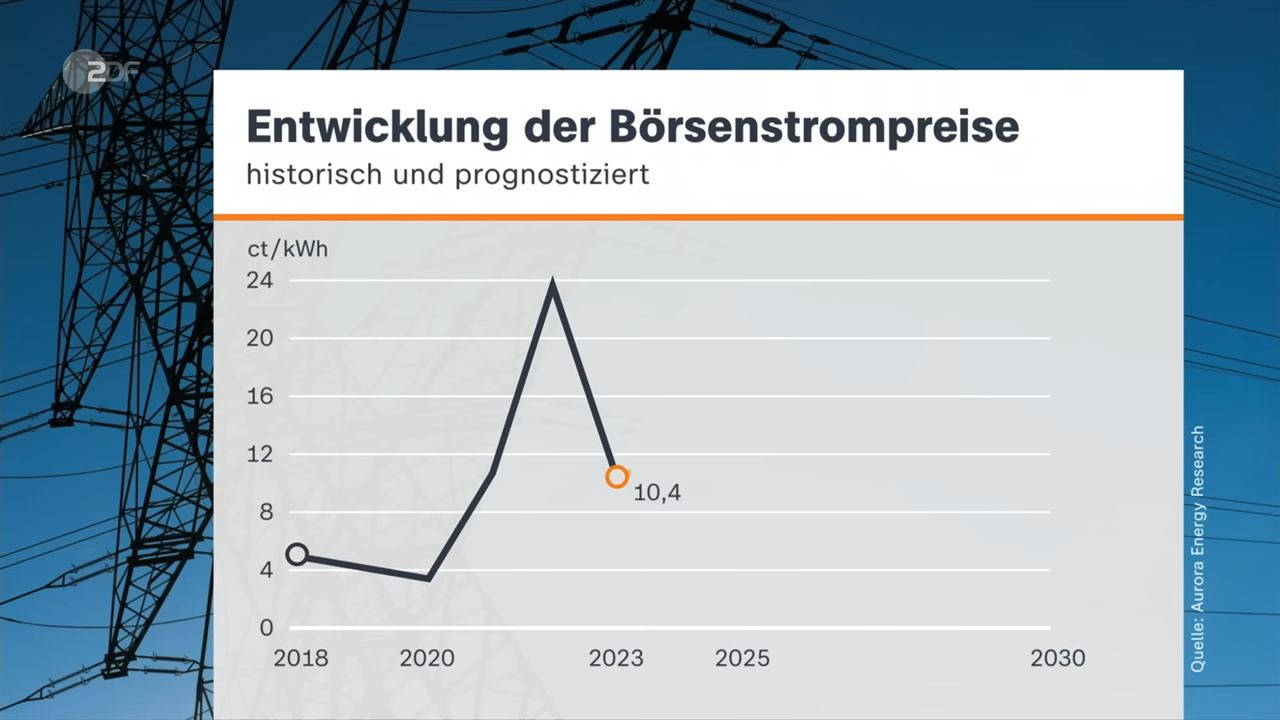 ZDF
Entwicklung der Börsenstrompreise
historisch und prognostiziert
ct/kWh
24
20
16
12
10,4
8
4
0
2018 2020 2023 2025 2030
Quelle: Aurora Energy Research